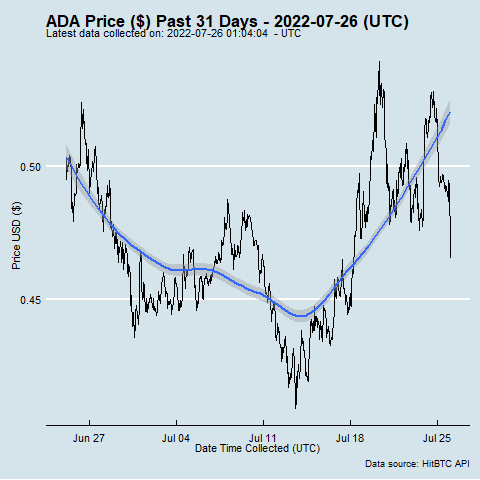 ADA Price ($) Past 31 Days - 2022-07-26 (UTC)
Latest data collected on: 2022-07-26 01:04:04 - UTC
Price USD ($)
0.50
0.45
Jun 27 Jul 04 Jul 11 Jul 18 Jul 25
Date Time Collected (UTC)
Data source: HitBTC API